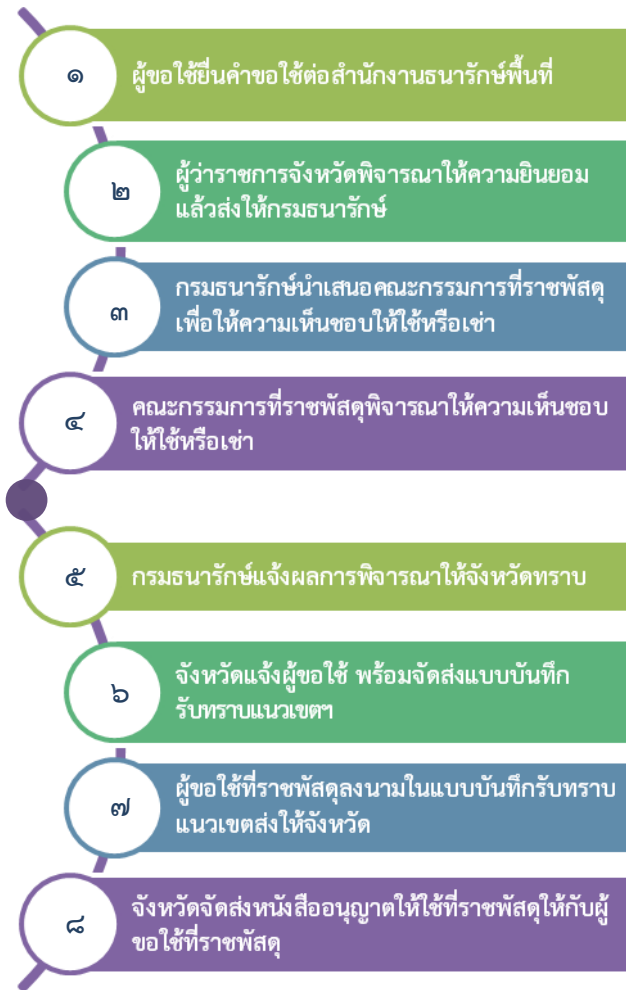 ๑
ผู้ขอใช้ยื่นคำขอใช้ต่อสำนักงานธนารักษ์พื้นที่
๒
ผู้ว่าราชการจังหวัดพิจารณาให้ความยินยอม
แล้วส่งให้กรมธนารักษ์
๓
กรมธนารักษ์นำเสนอคณะกรรมการที่ราชพัสดุ
เพื่อให้ความเห็นชอบให้ใช้หรือเช่า
๔
คณะกรรมการที่ราชพัสดุพิจารณาให้ความเห็นชอบ
ให้ใช้หรือเช่า
๕
กรมธนารักษ์แจ้งผลการพิจารณาให้จังหวัดทราบ
๖
จังหวัดแจ้งผู้ขอใช้ พร้อมจัดส่งแบบบันทึก
รับทราบแนวเขตฯ
๗
ผู้ขอใช้ที่ราชพัสดุลงนามในแบบบันทึกรับทราบ
แนวเขตส่งให้จังหวัด
๘
จังหวัดจัดส่งหนังสืออนุญาตให้ใช้ที่ราชพัสดุให้กับผู้
ขอใช้ที่ราชพัสดุ